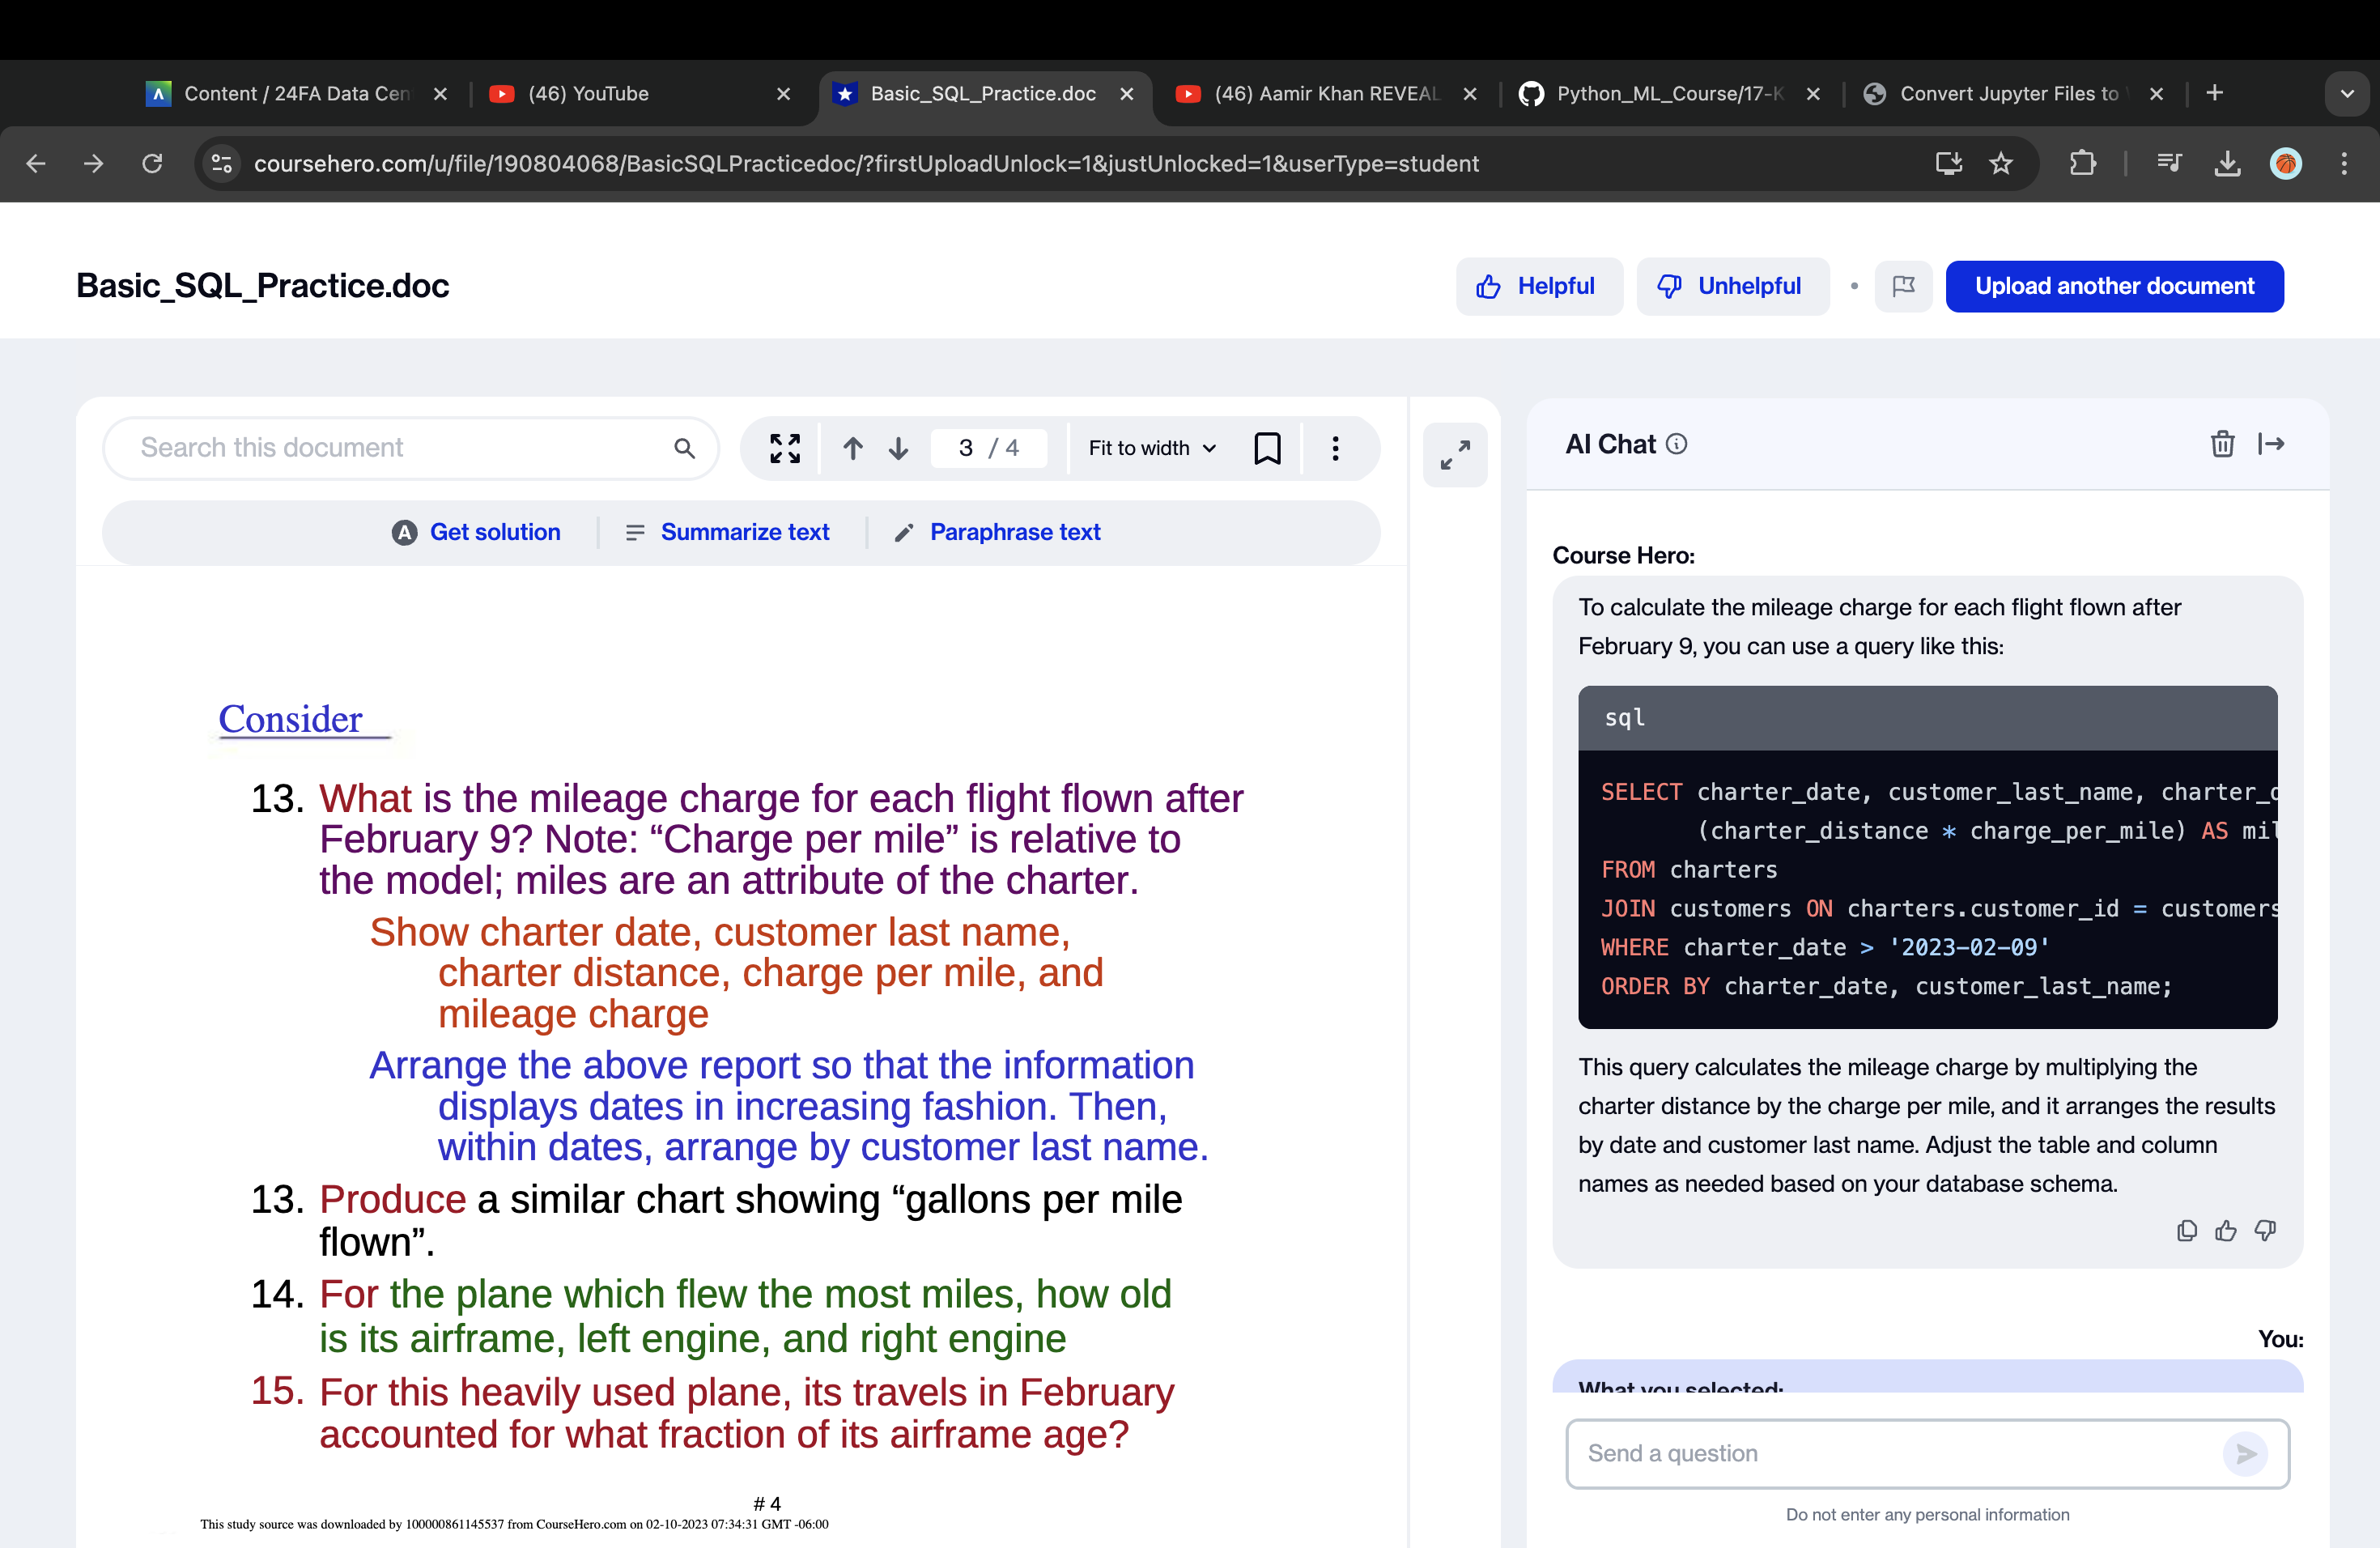 Content / 24FA Data Cen
(46) YouTube
Basic_SQL_Practice.doc
(46) Aamir Khan REVEAL
Python_ML_Course/17-K
Convert Jupyter Files to
coursehero.com/u/file/190804068/BasicSQLPracticedoc/?firstUploadUnlock=1&justUnlocked=1&userType=student
Basic_SQL_Practice.doc
Helpful
Unhelpful
Upload another document
Search this document
3 / 4
Fit to width
Get solution
Summarize text
Paraphrase text
Consider
13. What is the mileage charge for each flight flown after
February 9? Note: “Charge per mile” is relative to
the model; miles are an attribute of the charter.
Show charter date, customer last name,
charter distance, charge per mile, and
mileage charge
Arrange the above report so that the information
displays dates in increasing fashion. Then,
within dates, arrange by customer last name.
13. Produce a similar chart showing “gallons per mile
flown”.
14. For the plane which flew the most miles, how old
is its airframe, left engine, and right engine
15. For this heavily used plane, its travels in February
accounted for what fraction of its airframe age?
# 4
This study source was downloaded by 100000861145537 from CourseHero.com on 02-10-2023 07:34:31 GMT -06:00
AI Chat
Course Hero:
To calculate the mileage charge for each flight flown after
February 9, you can use a query like this:
sql
SELECT charter_date, customer_last_name, charter_d
(charter_distance * charge_per_mile) AS mil
FROM charters
JOIN customers ON charters.customer_id = customers
WHERE charter_date > '2023-02-09'
ORDER BY charter_date, customer_last_name;
This query calculates the mileage charge by multiplying the
charter distance by the charge per mile, and it arranges the results
by date and customer last name. Adjust the table and column
names as needed based on your database schema.
You:
What you selected:
Send a question
Do not enter any personal information